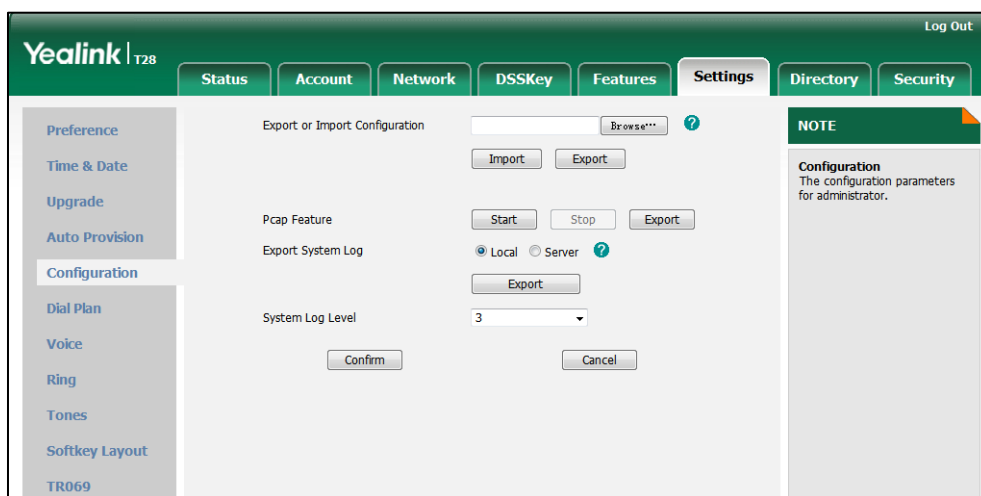 Log Out
Yealink | T28
Status Account Network DSSKey Features Settings Directory Security
Preference
Time & Date
Upgrade
Auto Provision
Configuration
Dial Plan
Voice
Ring
Tones
Softkey Layout
TR069
Export or Import Configuration Browse... ?
Import Export
Pcap Feature Start Stop Export
Export System Log Local Server ?
Export
System Log Level 3
Confirm Cancel
NOTE
Configuration
The configuration parameters
for administrator.